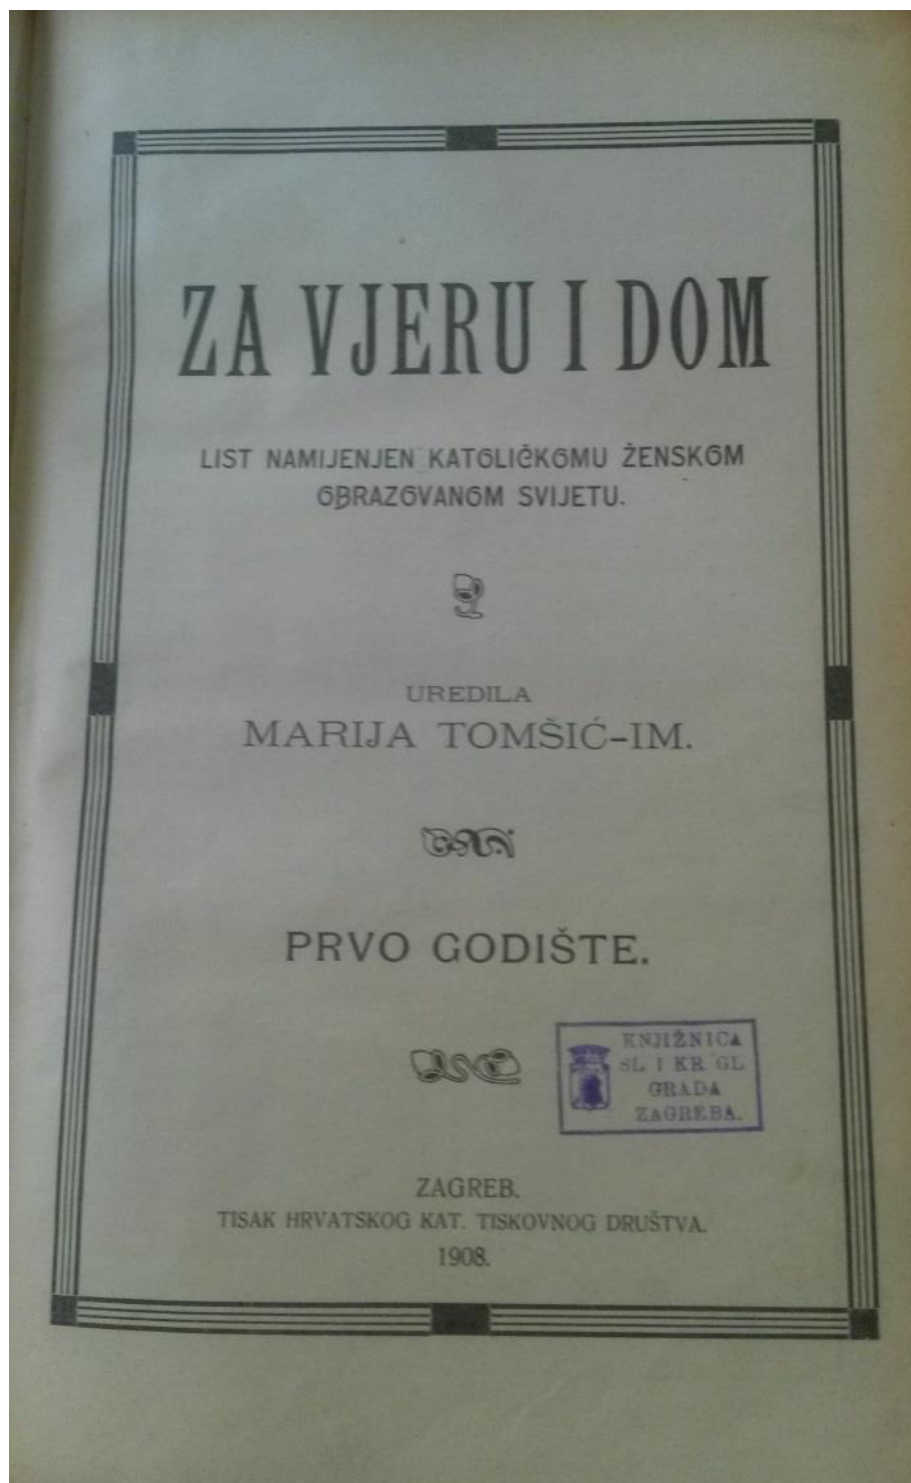 ZA VJERU I DOM
LIST NAMIJENJEN KATOLIČKOMU ŽENSKOM
OBRAZOVANOM SVIJETU.
UREDILA
MARIJA TOMŠIĆ-IM.
PRVO GODIŠTE.
KNJIŽNICA
SL. I KR. GL.
GRADA
ZAGREBA.
ZAGREB.
TISAK HRVATSKOG KAT. TISKOVNOG DRUŠTVA.
1908.